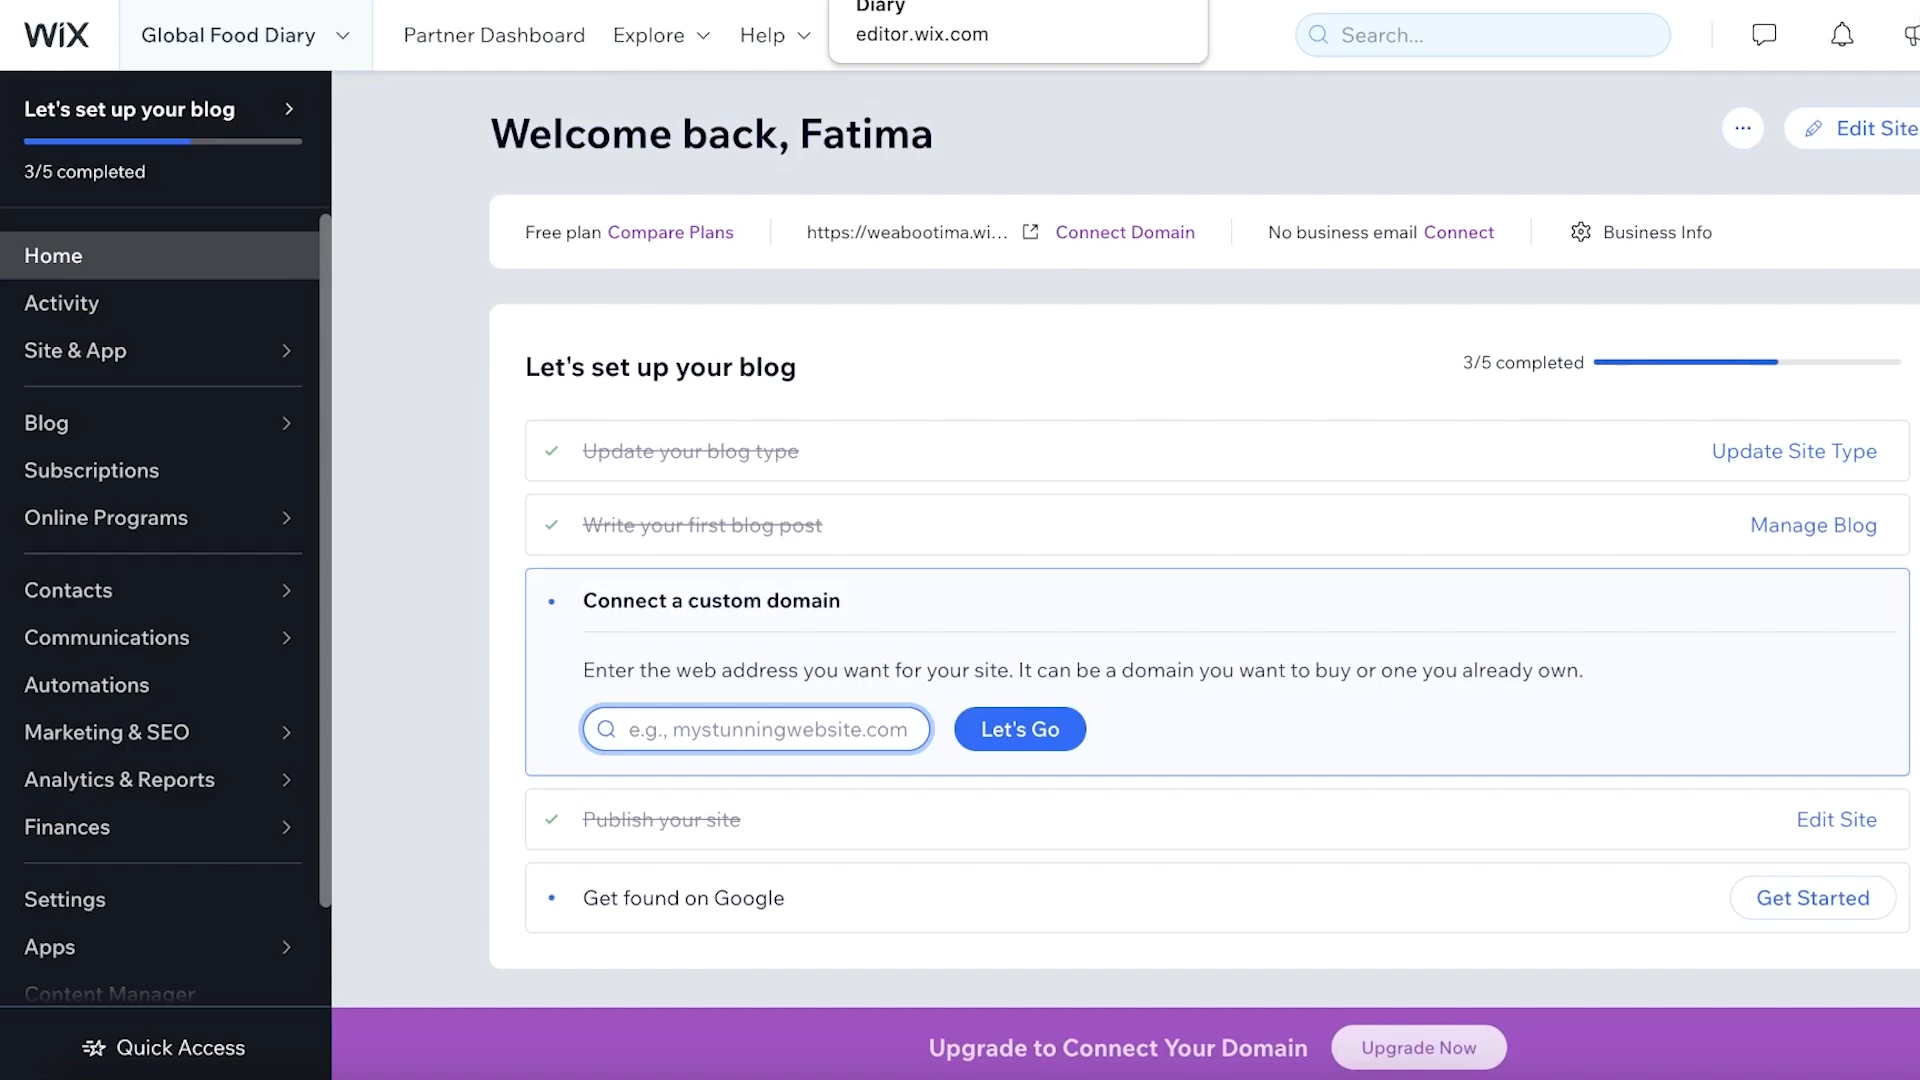 WiX
Global Food Diary
Partner Dashboard
Explore
Help
Diary
editor.wix.com
Search...
Let's set up your blog
3/5 completed
Home
Activity
Site & App
Blog
Subscriptions
Online Programs
Contacts
Communications
Automations
Marketing & SEO
Analytics & Reports
Finances
Settings
Apps
Content Manager
Quick Access
Welcome back, Fatima
Edit Site
Free plan Compare Plans
https://weabootima.wi... Connect Domain
No business email Connect
Business Info
Let's set up your blog
3/5 completed
Update your blog type
Update Site Type
Write your first blog post
Manage Blog
Connect a custom domain
Enter the web address you want for your site. It can be a domain you want to buy or one you already own.
e.g., mystunningwebsite.com
Let's Go
Publish your site
Edit Site
Get found on Google
Get Started
Upgrade to Connect Your Domain
Upgrade Now